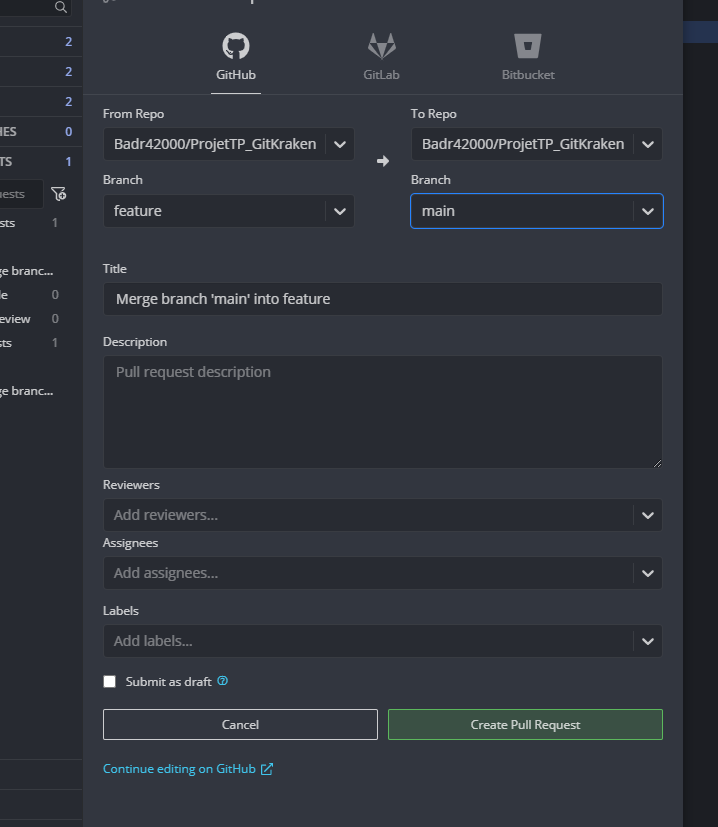 2
2
2
HES 0
TS 1
ests
sts 1
ge branc...
le 0
eview 0
sts 1
ge branc...
GitHub GitLab Bitbucket
From Repo To Repo
Badr42000/ProjetTP_GitKraken Badr42000/ProjetTP_GitKraken
Branch Branch
feature main
Title
Merge branch 'main' into feature
Description
Pull request description
Reviewers
Add reviewers...
Assignees
Add assignees...
Labels
Add labels...
Submit as draft
Cancel Create Pull Request
Continue editing on GitHub